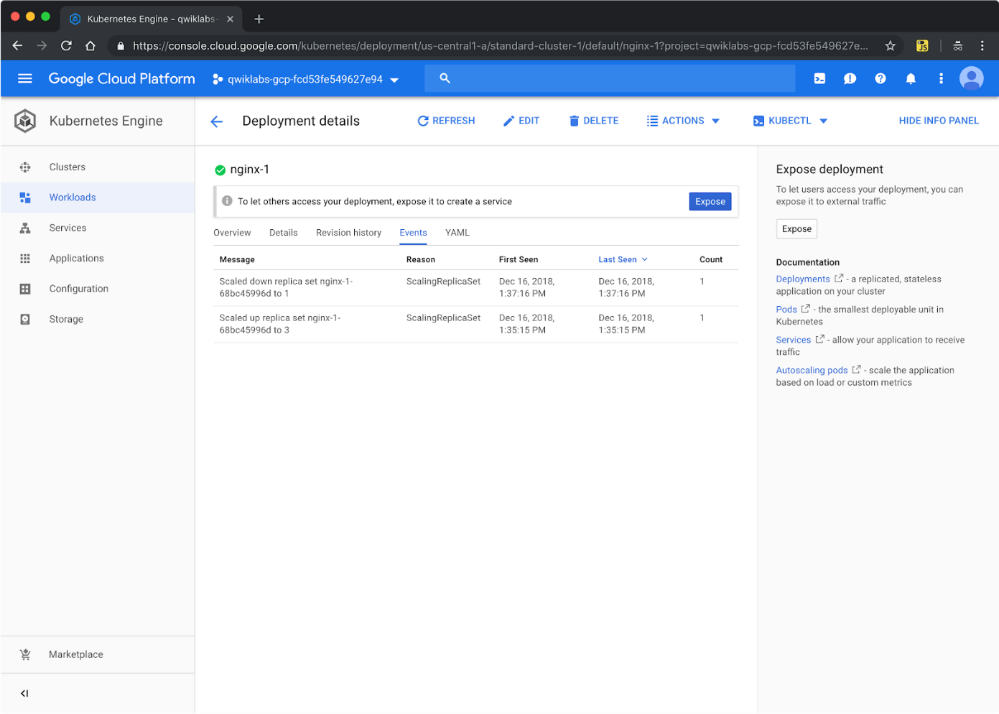 Kubernetes Engine - qwiklabs-
https://console.cloud.google.com/kubernetes/deployment/us-central1-a/standard-cluster-1/default/nginx-1?project=qwiklabs-gcp-fcd53fe549627e...
JS
Google Cloud Platform
qwiklabs-gcp-fcd53fe549627e94
Kubernetes Engine
Deployment details
REFRESH
EDIT
DELETE
ACTIONS
KUBECTL
HIDE INFO PANEL
Clusters
Workloads
Services
Applications
Configuration
Storage
Marketplace
nginx-1
To let others access your deployment, expose it to create a service
Expose
Overview
Details
Revision history
Events
YAML
Message
Reason
First Seen
Last Seen
Count
Scaled down replica set nginx-1-
68bc45996d to 1
ScalingReplicaSet
Dec 16, 2018,
1:37:16 PM
Dec 16, 2018,
1:37:16 PM
1
Scaled up replica set nginx-1-
68bc45996d to 3
ScalingReplicaSet
Dec 16, 2018,
1:35:15 PM
Dec 16, 2018,
1:35:15 PM
1
Expose deployment
To let users access your deployment, you can
expose it to external traffic
Expose
Documentation
Deployments - a replicated, stateless
application on your cluster
Pods - the smallest deployable unit in
Kubernetes
Services - allow your application to receive
traffic
Autoscaling pods - scale the application
based on load or custom metrics